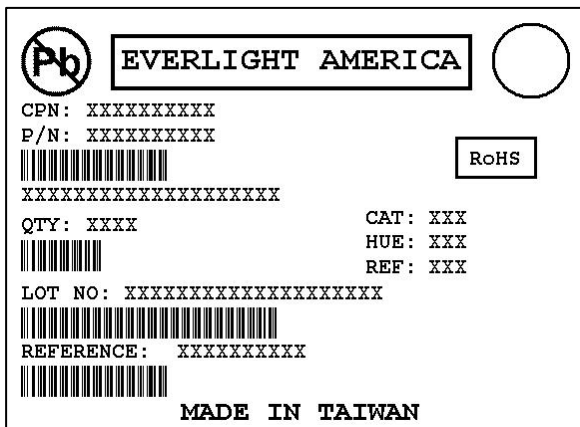 Pb
EVERLIGHT AMERICA
CPN: XXXXXXXXXX
P/N: XXXXXXXXXX
RoHS
XXXXXXXXXXXXXXXXXXXX
QTY: XXXX
CAT: XXX
HUE: XXX
REF: XXX
LOT NO: XXXXXXXXXXXXXXXXXXXX
REFERENCE: XXXXXXXXXX
MADE IN TAIWAN